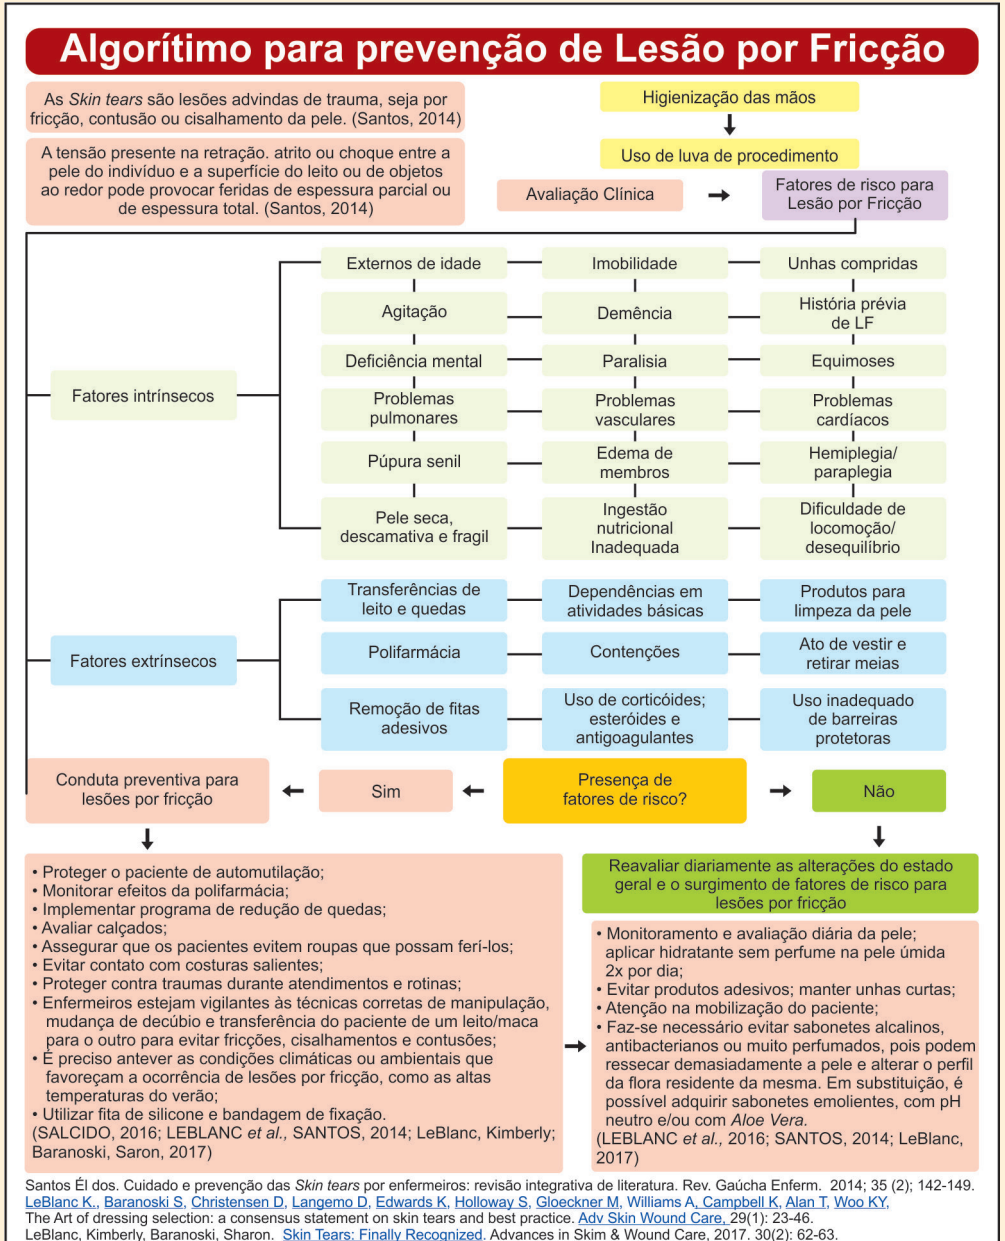 Algorítimo para prevenção de Lesão por Fricção
As Skin tears são lesões advindas de trauma, seja por
fricção, contusão ou cisalhamento da pele. (Santos, 2014)
A tensão presente na retração. atrito ou choque entre a
pele do indivíduo e a superfície do leito ou de objetos
ao redor pode provocar feridas de espessura parcial ou
de espessura total. (Santos, 2014)
Higienização das mãos
Uso de luva de procedimento
Avaliação Clínica
Fatores de risco para
Lesão por Fricção
Fatores intrínsecos
Externos de idade
Imobilidade
Unhas compridas
Agitação
Demência
História prévia
de LF
Deficiência mental
Paralisia
Equimoses
Problemas
pulmonares
Problemas
vasculares
Problemas
cardíacos
Púpura senil
Edema de
membros
Hemiplegia/
paraplegia
Pele seca,
descamativa e fragil
Ingestão
nutricional
Inadequada
Dificuldade de
locomoção/
desequilíbrio
Fatores extrínsecos
Transferências de
leito e quedas
Dependências em
atividades básicas
Produtos para
limpeza da pele
Polifarmácia
Contenções
Ato de vestir e
retirar meias
Remoção de fitas
adesivos
Uso de corticóides;
esteróides e
antigoagulantes
Uso inadequado
de barreiras
protetoras
Conduta preventiva para
lesões por fricção
Sim
Presença de
fatores de risco?
Não
• Proteger o paciente de automutilação;
• Monitorar efeitos da polifarmácia;
• Implementar programa de redução de quedas;
• Avaliar calçados;
• Assegurar que os pacientes evitem roupas que possam ferí-los;
• Evitar contato com costuras salientes;
• Proteger contra traumas durante atendimentos e rotinas;
• Enfermeiros estejam vigilantes às técnicas corretas de manipulação,
mudança de decúbio e transferência do paciente de um leito/maca
para o outro para evitar fricções, cisalhamentos e contusões;
• É preciso antever as condições climáticas ou ambientais que
favoreçam a ocorrência de lesões por fricção, como as altas
temperaturas do verão;
• Utilizar fita de silicone e bandagem de fixação.
(SALCIDO, 2016; LEBLANC et al., SANTOS, 2014; LeBlanc, Kimberly;
Baranoski, Saron, 2017)
Reavaliar diariamente as alterações do estado
geral e o surgimento de fatores de risco para
lesões por fricção
• Monitoramento e avaliação diária da pele;
aplicar hidratante sem perfume na pele úmida
2x por dia;
• Evitar produtos adesivos; manter unhas curtas;
• Atenção na mobilização do paciente;
• Faz-se necessário evitar sabonetes alcalinos,
antibacterianos ou muito perfumados, pois podem
ressecar demasiadamente a pele e alterar o perfil
da flora residente da mesma. Em substituição, é
possível adquirir sabonetes emolientes, com pH
neutro e/ou com Aloe Vera.
(LEBLANC et al., 2016; SANTOS, 2014; LeBlanc,
2017)
Santos Él dos. Cuidado e prevenção das Skin tears por enfermeiros: revisão integrativa de literatura. Rev. Gaúcha Enferm. 2014; 35 (2); 142-149.
LeBlanc K., Baranoski S, Christensen D, Langemo D, Edwards K, Holloway S, Gloeckner M, Williams A, Campbell K, Alan T, Woo KY,
The Art of dressing selection: a consensus statement on skin tears and best practice. Adv Skin Wound Care, 29(1): 23-46.
LeBlanc, Kimberly, Baranoski, Sharon. Skin Tears: Finally Recognized. Advances in Skim & Wound Care, 2017. 30(2): 62-63.